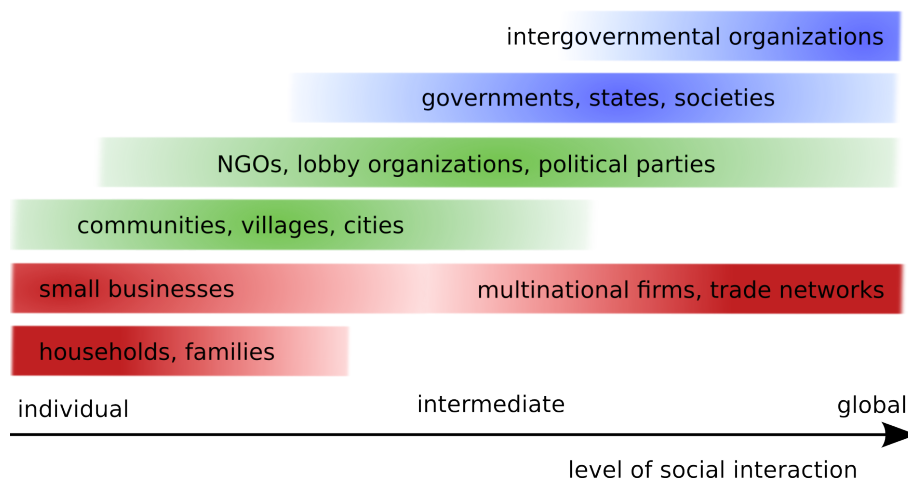 intergovernmental organizations
governments, states, societies
NGOs, lobby organizations, political parties
communities, villages, cities
small businesses
multinational firms, trade networks
households, families
individual
intermediate
global
level of social interaction